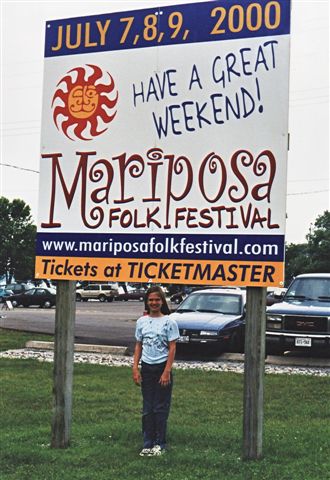 JULY 7,8,9, 2000
HAVE A GREAT
WEEKEND!
Mariposa
FOLK FESTIVAL
www.mariposafolkfestival.com
Tickets at TICKETMASTER